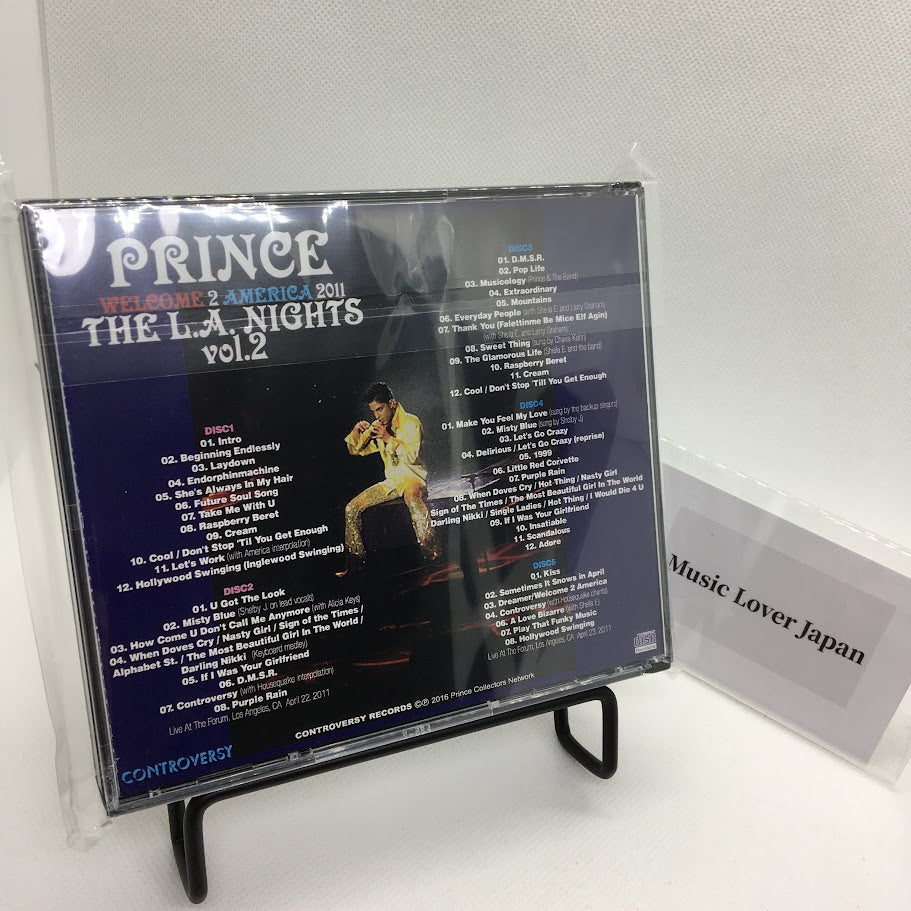 PRINCE
WELCOME 2 AMERICA 2011
THE L.A. NIGHTS
vol.2
DISC1
01. Intro
02. Beginning Endlessly
03. Laydown
04. Endorphinmachine
05. She's Always In My Hair
06. Future Soul Song
07. Take Me With U
08. Raspberry Beret
09. Cream
10. Cool / Don't Stop 'Til You Get Enough
11. Let's Work (with America interpolation)
12. Hollywood Swinging (Inglewood Swinging)
DISC2
01. U Got The Look
02. Misty Blue (Shelby J. on lead vocals)
03. How Come U Don't Call Me Anymore (with Alicia Keys)
04. When Doves Cry / Nasty Girl / Sign of the Times /
Alphabet St. / The Most Beautiful Girl In The World /
Darling Nikki (Keyboard medley)
05. If I Was Your Girlfriend
06. D.M.S.R.
07. Controversy (with Housequake interpolation)
08. Purple Rain
Live At The Forum, Los Angeles, CA April 22, 2011
DISC3
01. D.M.S.R.
02. Pop Life
03. Musicology (Prince & The Band)
04. Extraordinary
05. Mountains
06. Everyday People (with Sheila E. and Larry Graham)
07. Thank You (Falettinme Be Mice Elf Agin)
(with Sheila E. and Larry Graham)
08. Sweet Thing (sung by Chaka Kahn)
09. The Glamorous Life (Sheila E. and the band)
10. Raspberry Beret
11. Cream
12. Cool / Don't Stop 'Till You Get Enough
DISC4
01. Make You Feel My Love (sung by the backup singers)
02. Misty Blue (sung by Shelby J)
03. Let's Go Crazy
04. Delirious / Let's Go Crazy (reprise)
05. 1999
06. Little Red Corvette
07. Purple Rain
08. When Doves Cry / Hot Thing / Nasty Girl
/ Sign of The Times / The Most Beautiful Girl In The World
/ Darling Nikki / Single Ladies / Hot Thing / I Would Die 4 U
09. If I Was Your Girlfriend
10. Insatiable
11. Scandalous
12. Adore
DISC5
01. Kiss
02. Sometimes It Snows in April
03. Dreamer/Welcome 2 America
04. Controversy (with Housequake chants)
06. A Love Bizarre (with Sheila E.)
07. Play That Funky Music
08. Hollywood Swinging
Live At The Forum, Los Angeles, CA April 23, 2011
CONTROVERSY RECORDS ©℗ 2016 Prince Collectors Network
CONTROVERSY
Music Lover Japan